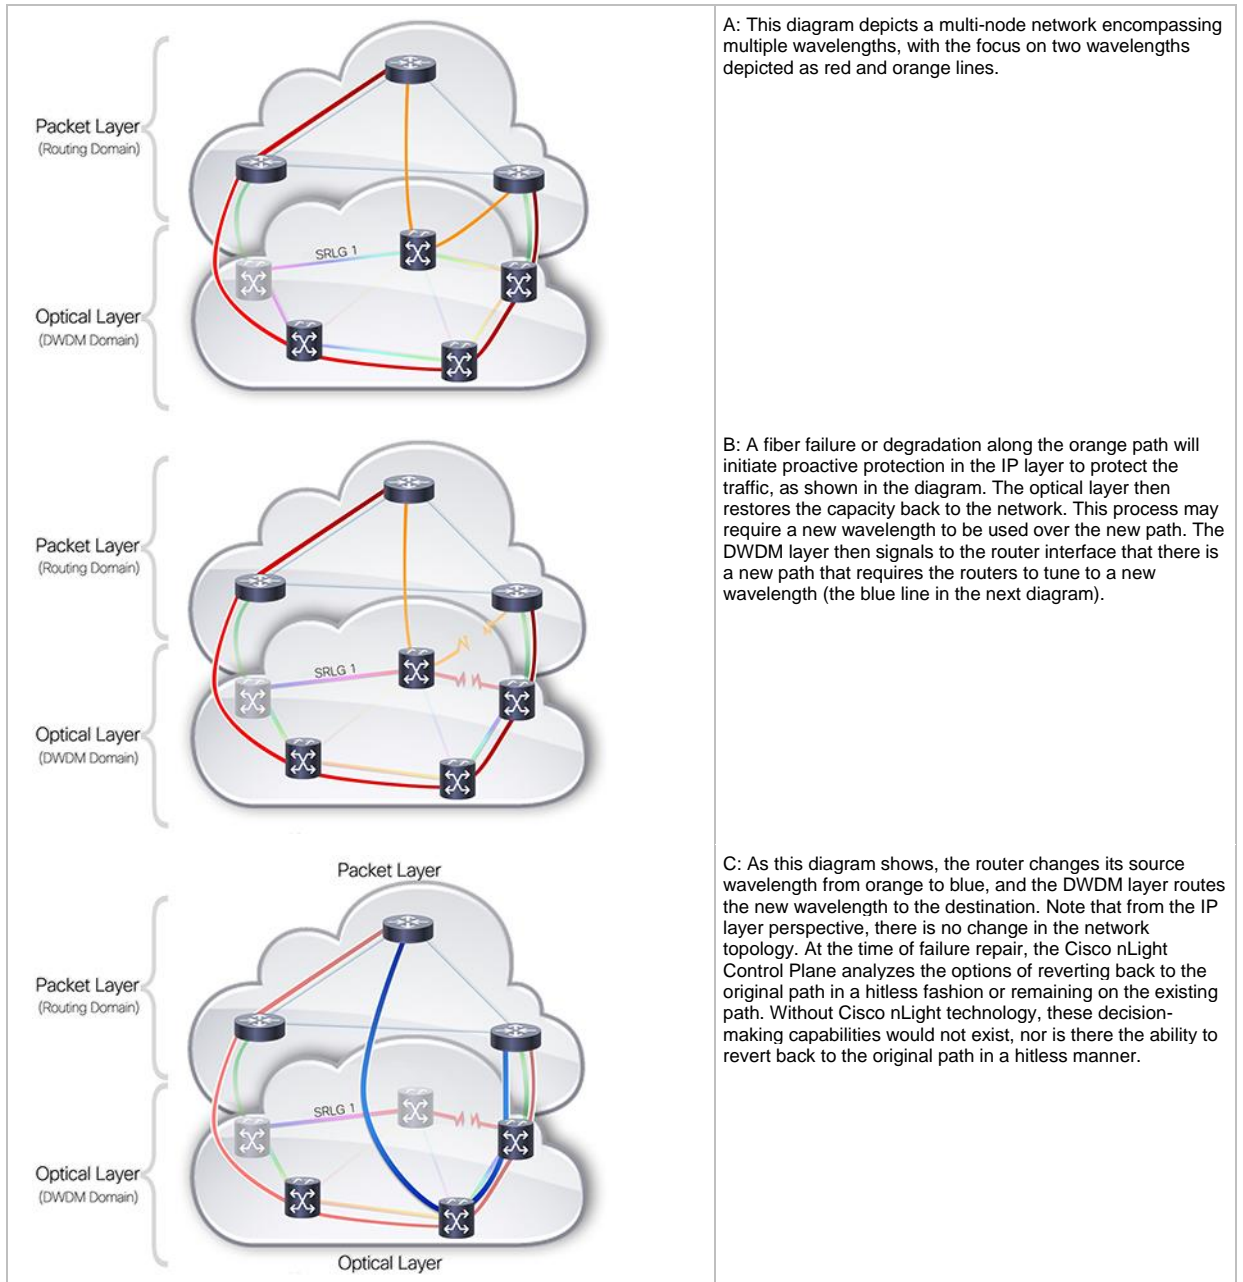 Packet Layer
(Routing Domain)
SRLG 1
Optical Layer
(DWDM Domain)
A: This diagram depicts a multi-node network encompassing
multiple wavelengths, with the focus on two wavelengths
depicted as red and orange lines.
Packet Layer
(Routing Domain)
SRLG 1
Optical Layer
(DWDM Domain)
B: A fiber failure or degradation along the orange path will
initiate proactive protection in the IP layer to protect the
traffic, as shown in the diagram. The optical layer then
restores the capacity back to the network. This process may
require a new wavelength to be used over the new path. The
DWDM layer then signals to the router interface that there is
a new path that requires the routers to tune to a new
wavelength (the blue line in the next diagram).
Packet Layer
Packet Layer
(Routing Domain)
SRLG 1
Optical Layer
(DWDM Domain)
Optical Layer
C: As this diagram shows, the router changes its source
wavelength from orange to blue, and the DWDM layer routes
the new wavelength to the destination. Note that from the IP
layer perspective, there is no change in the network
topology. At the time of failure repair, the Cisco nLight
Control Plane analyzes the options of reverting back to the
original path in a hitless fashion or remaining on the existing
path. Without Cisco nLight technology, these decision-
making capabilities would not exist, nor is there the ability to
revert back to the original path in a hitless manner.